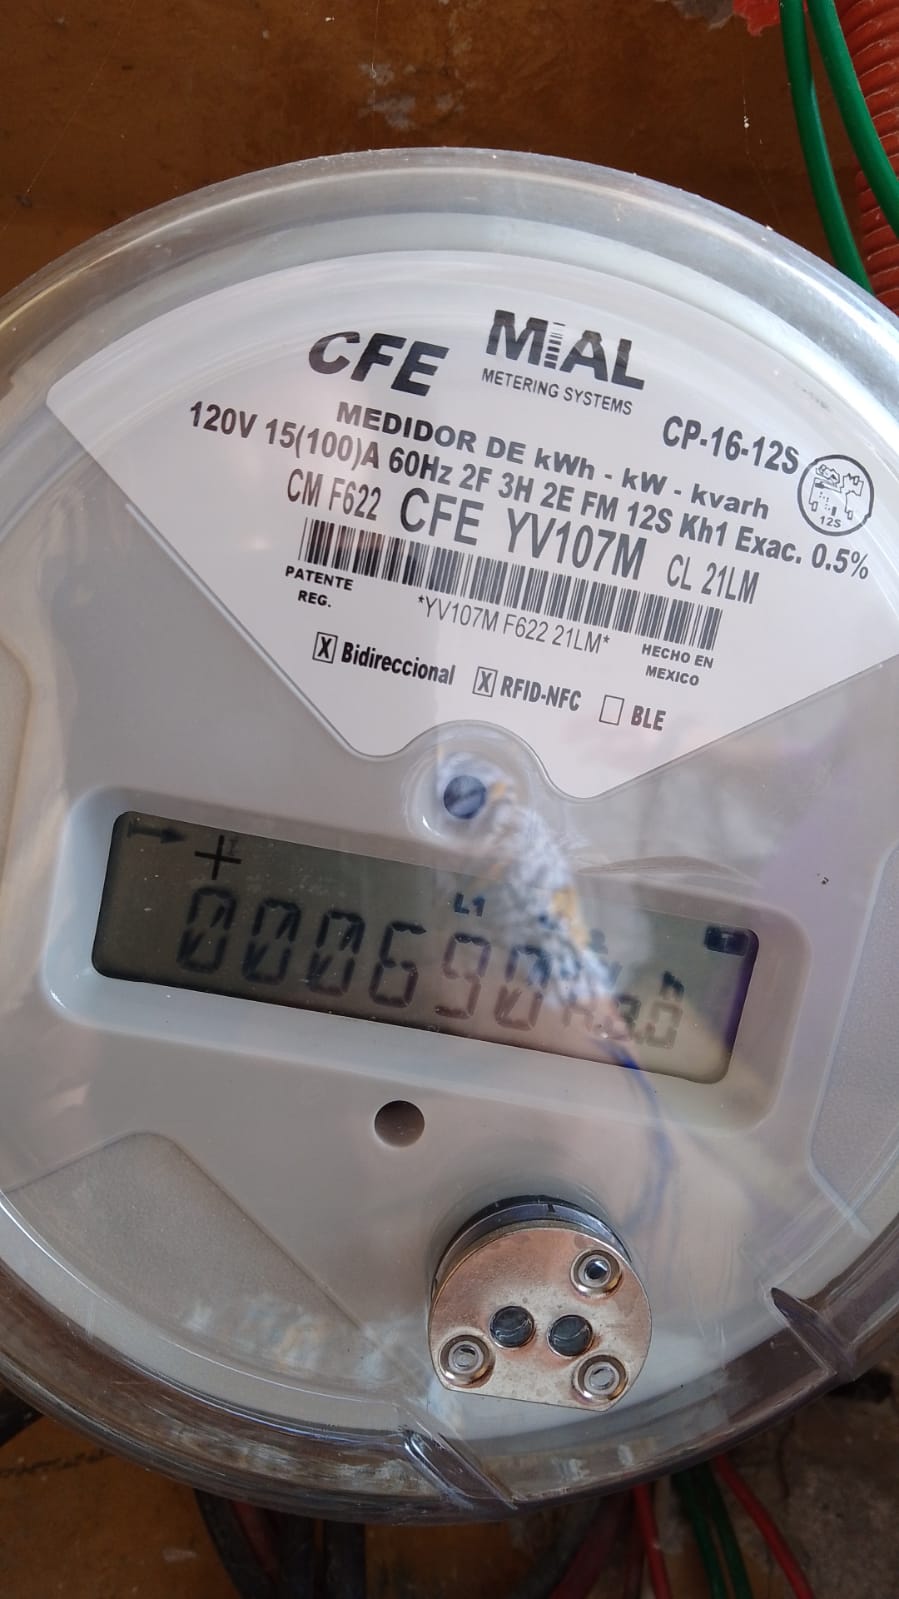 CFE
MIAL
METERING SYSTEMS
CP-16-12S
MEDIDOR DE kWh - kW - kvarh
120V 15(100)A 60Hz 2F 3H 2E FM 12S Kh1 Exac. 0.5%
12S
CM F622 CFE YV107M CL 21LM
PATENTE
REG.
*YV107M F622 21LM*
HECHO EN
MEXICO
X Bidireccional X RFID-NFC BLE
+
L1
000690
h